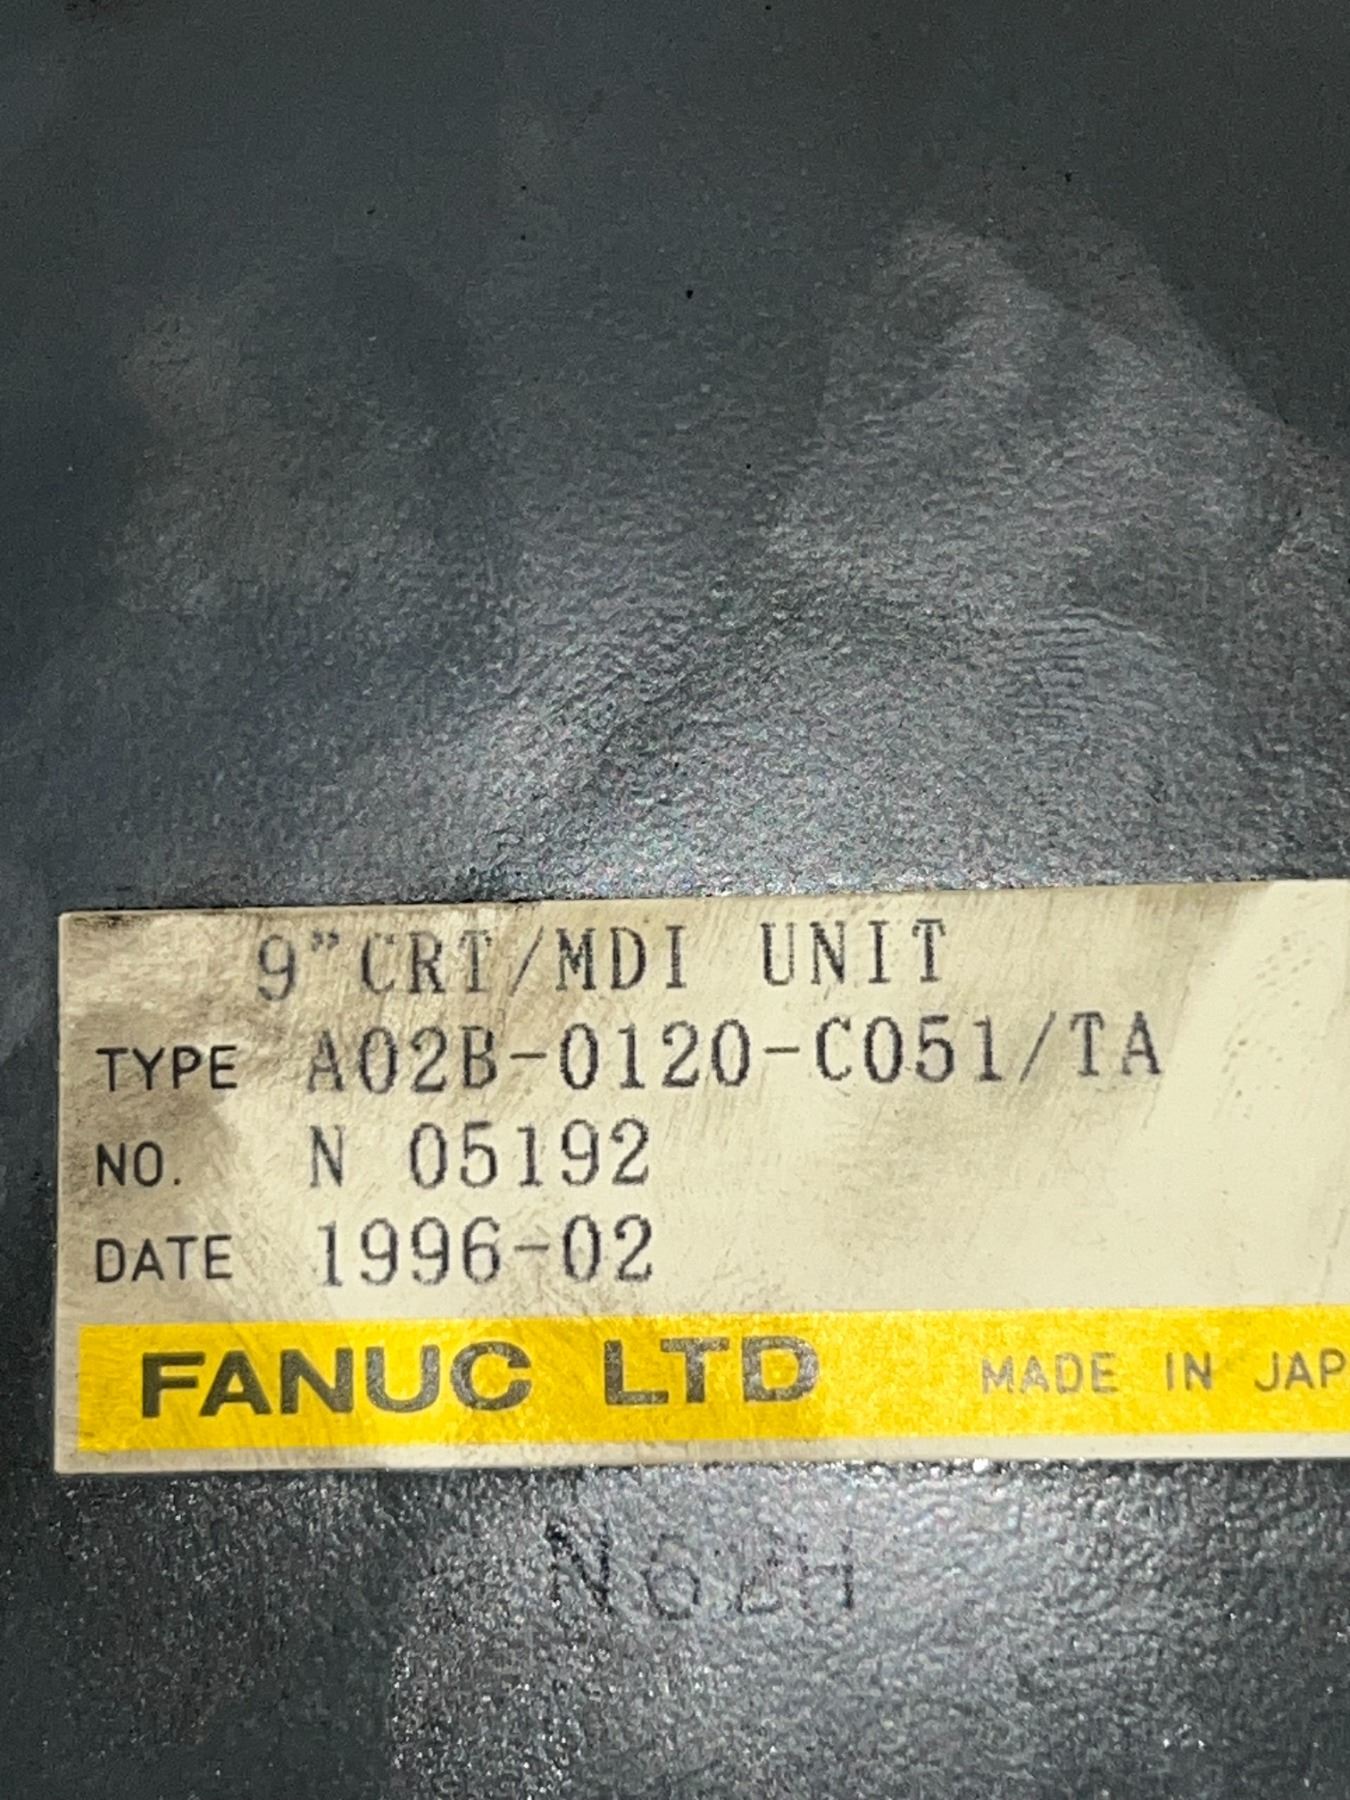 9"CRT/MDI UNIT
TYPE A02B-0120-C051/TA
NO. N 05192
DATE 1996-02
FANUC LTD MADE IN JAP